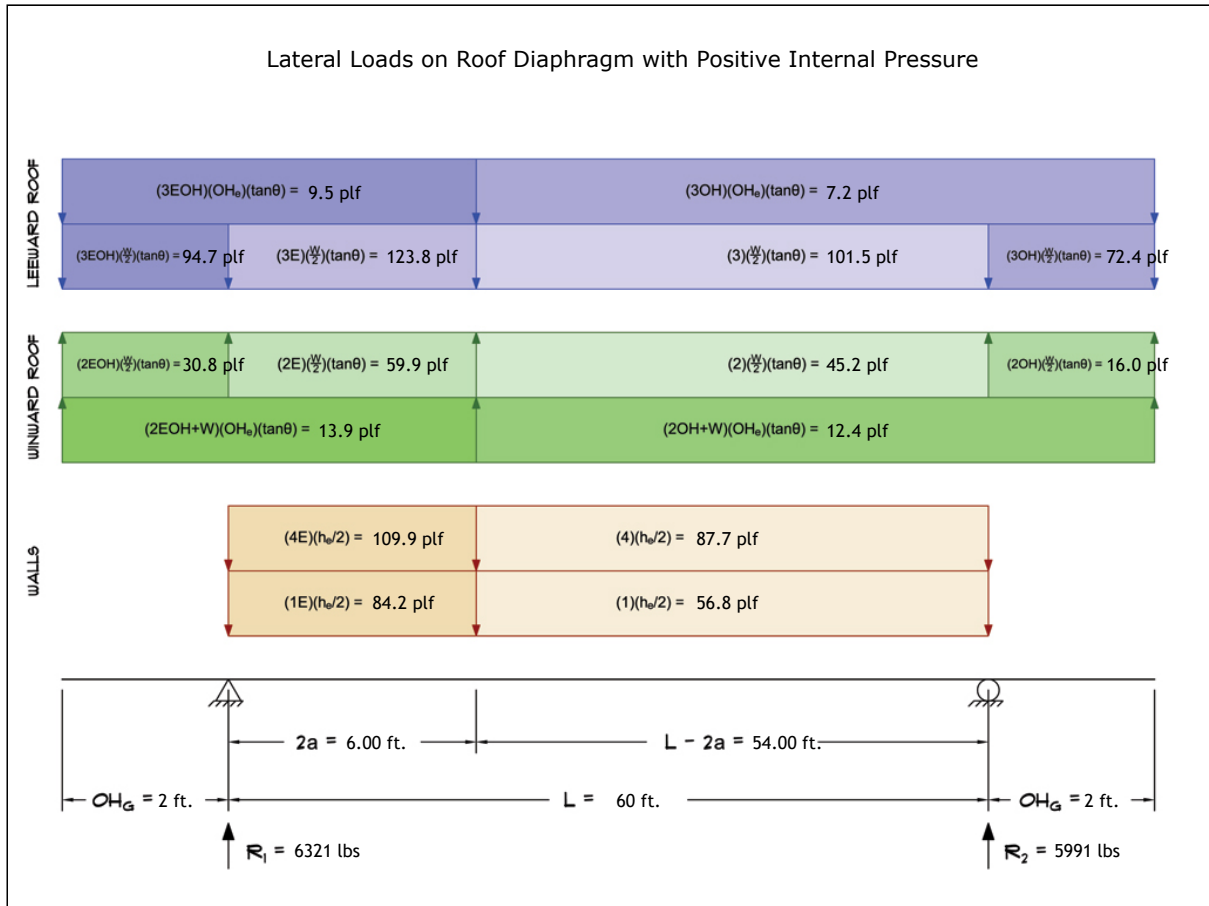 Lateral Loads on Roof Diaphragm with Positive Internal Pressure
LEEWARD ROOF
(3EOH)(OHₑ)(tanθ) = 9.5 plf
(3OH)(OHₑ)(tanθ) = 7.2 plf
(3EOH)(W/2)(tanθ) = 94.7 plf
(3E)(W/2)(tanθ) = 123.8 plf
(3)(W/2)(tanθ) = 101.5 plf
(3OH)(W/2)(tanθ) = 72.4 plf
WINWARD ROOF
(2EOH)(W/2)(tanθ) = 30.8 plf
(2E)(W/2)(tanθ) = 59.9 plf
(2)(W/2)(tanθ) = 45.2 plf
(2OH)(W/2)(tanθ) = 16.0 plf
(2EOH+W)(OHₑ)(tanθ) = 13.9 plf
(2OH+W)(OHₑ)(tanθ) = 12.4 plf
WALLS
(4E)(hₑ/2) = 109.9 plf
(4)(hₑ/2) = 87.7 plf
(1E)(hₑ/2) = 84.2 plf
(1)(hₑ/2) = 56.8 plf
2a = 6.00 ft.
L - 2a = 54.00 ft.
OH_G = 2 ft.
L = 60 ft.
OH_G = 2 ft.
R₁ = 6321 lbs
R₂ = 5991 lbs